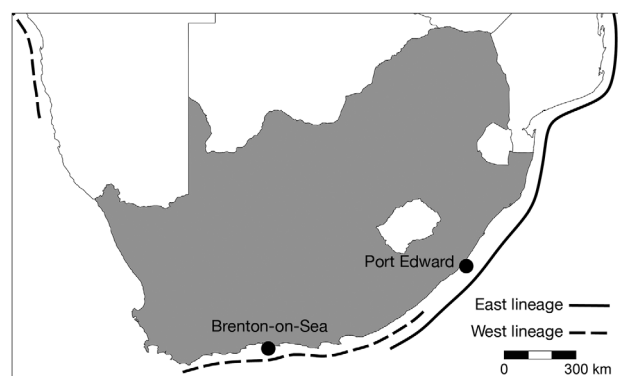 Port Edward
East lineage
Brenton-on-Sea
West lineage
0 300 km